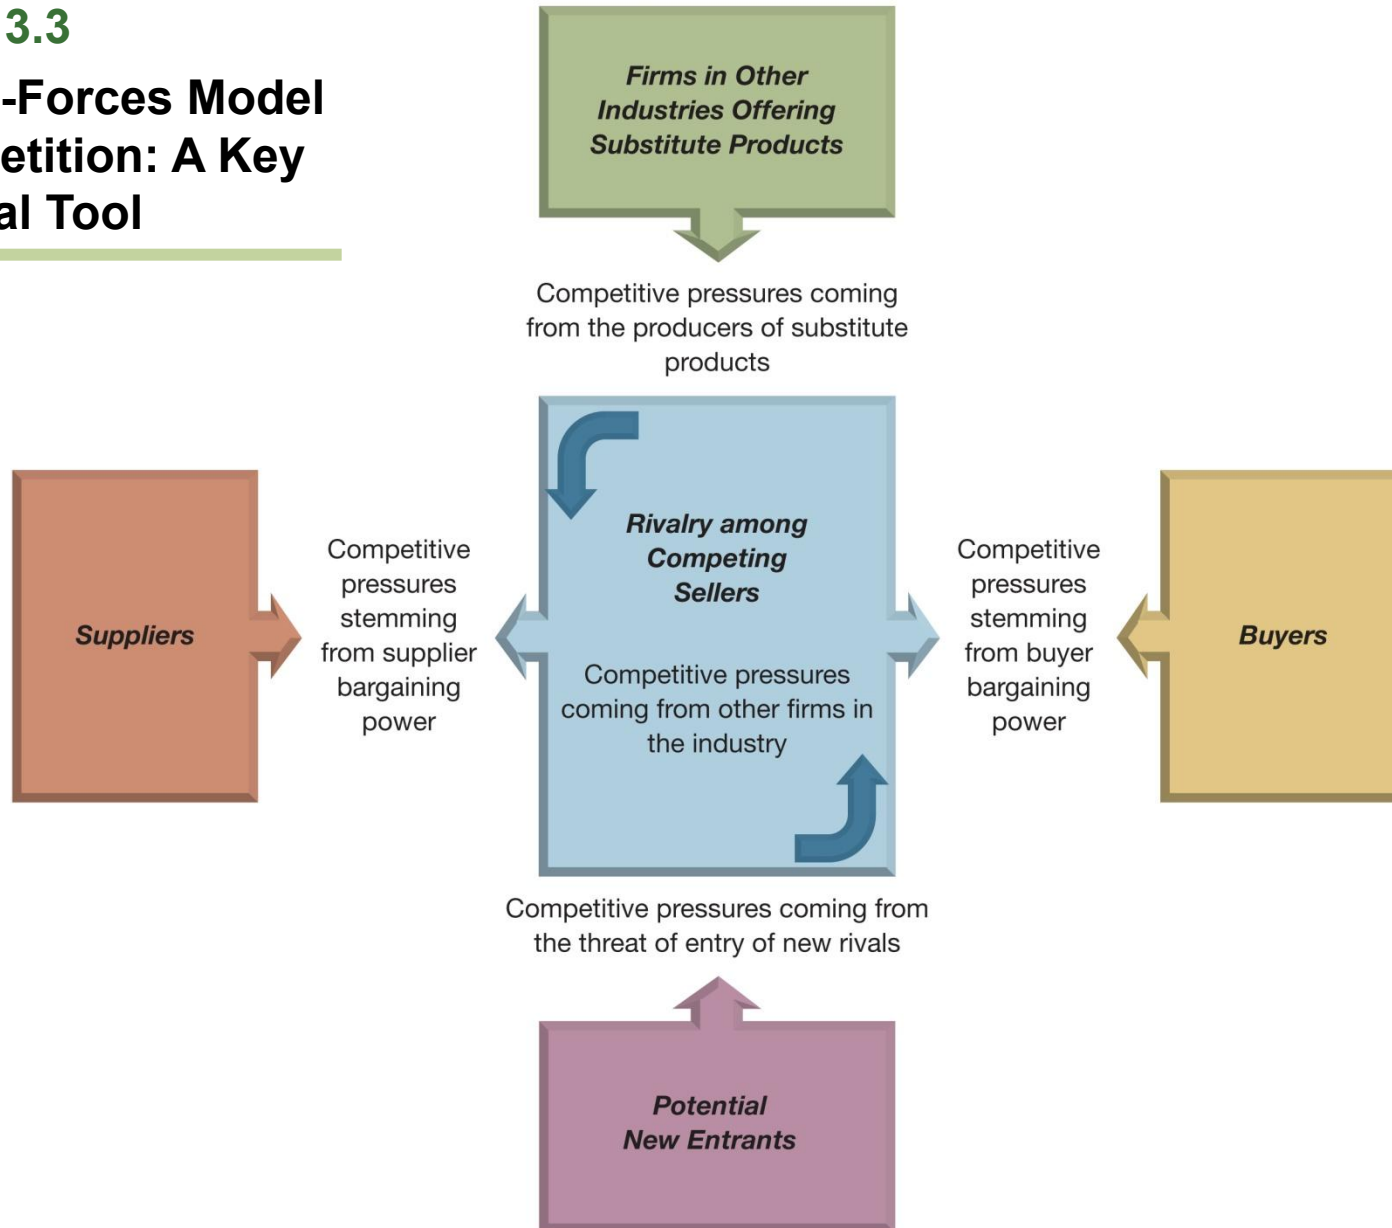 3.3
-Forces Model
etition: A Key
al Tool
Firms in Other
Industries Offering
Substitute Products
Competitive pressures coming
from the producers of substitute
products
Suppliers
Competitive
pressures
stemming
from supplier
bargaining
power
Rivalry among
Competing
Sellers
Competitive pressures
coming from other firms in
the industry
Competitive
pressures
stemming
from buyer
bargaining
power
Buyers
Competitive pressures coming from
the threat of entry of new rivals
Potential
New Entrants